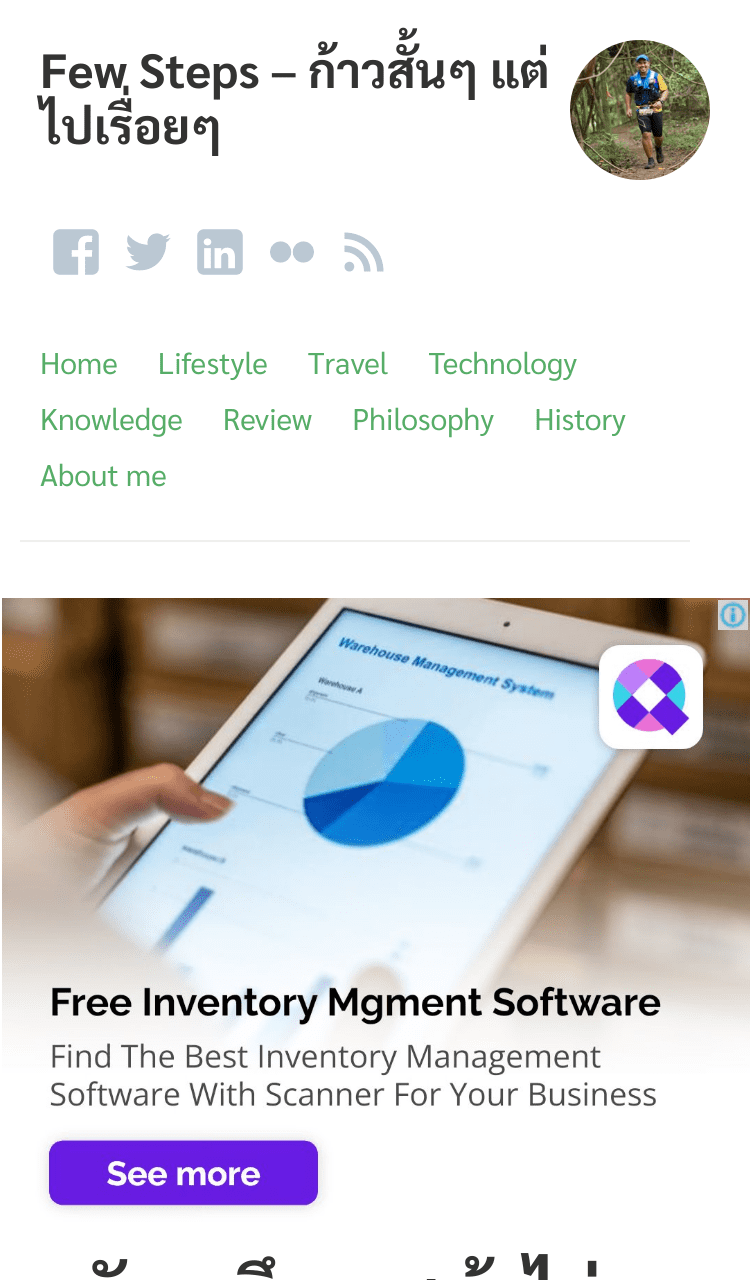 Few Steps – ก้าวสั้นๆ แต่
ไปเรื่อยๆ
Home Lifestyle Travel Technology
Knowledge Review Philosophy History
About me
Warehouse Management System
Warehouse A
Free Inventory Mgment Software
Find The Best Inventory Management
Software With Scanner For Your Business
See more